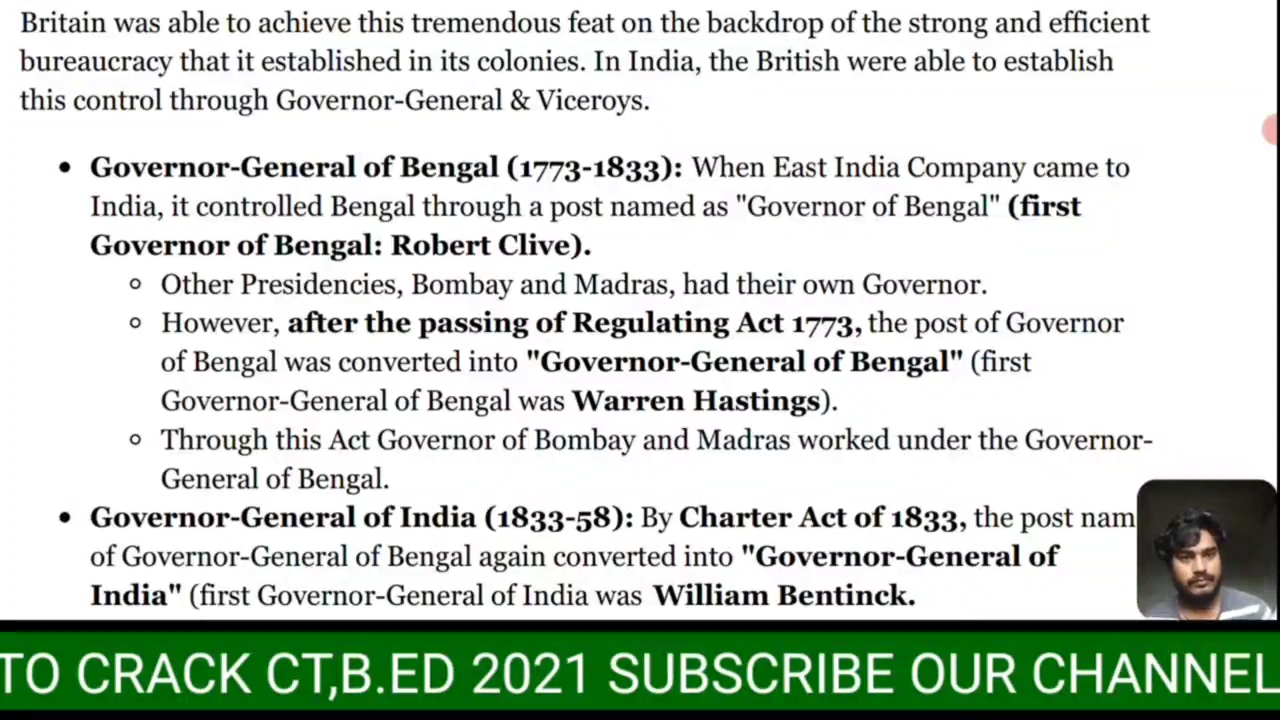 Britain was able to achieve this tremendous feat on the backdrop of the strong and efficient
bureaucracy that it established in its colonies. In India, the British were able to establish
this control through Governor-General & Viceroys.
• Governor-General of Bengal (1773-1833): When East India Company came to
India, it controlled Bengal through a post named as "Governor of Bengal" (first
Governor of Bengal: Robert Clive).
◦ Other Presidencies, Bombay and Madras, had their own Governor.
◦ However, after the passing of Regulating Act 1773, the post of Governor
of Bengal was converted into "Governor-General of Bengal" (first
Governor-General of Bengal was Warren Hastings).
◦ Through this Act Governor of Bombay and Madras worked under the Governor-
General of Bengal.
• Governor-General of India (1833-58): By Charter Act of 1833, the post nam
of Governor-General of Bengal again converted into "Governor-General of
India" (first Governor-General of India was William Bentinck.
TO CRACK CT,B.ED 2021 SUBSCRIBE OUR CHANNEL